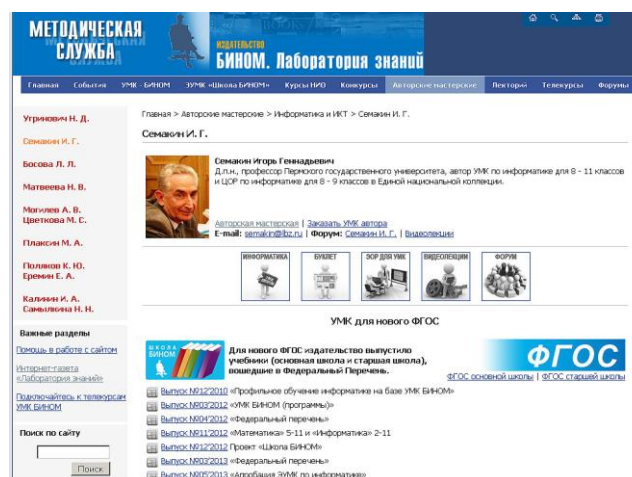 МЕТОДИЧЕСКАЯ
СЛУЖБА
ИЗДАТЕЛЬСТВО
БИНОМ. Лаборатория знаний
Главная События УМК - БИНОМ ЭУМК «Школа БИНОМ» Курсы НИО Конкурсы Авторские мастерские Лекторий Телекурсы Форумы
Угринович Н. Д.
Семакин И. Г.
Босова Л. Л.
Матвеева Н. В.
Могилев А. В.
Цветкова М. С.
Плаксин М. А.
Поляков К. Ю.
Еремин Е. А.
Калинин И. А.
Самылкина Н. Н.
Важные разделы
Помощь в работе с сайтом
Интернет-газета
«Лаборатория знаний»
Подключайтесь к телекурсам
УМК БИНОМ
Поиск по сайту
Поиск
Главная > Авторские мастерские > Информатика и ИКТ > Семакин И. Г.
Семакин И. Г.
Семакин Игорь Геннадьевич
Д.п.н., профессор Пермского государственного университета, автор УМК по информатике для 8 - 11 классов
и ЦОР по информатике для 8 - 9 классов в Единой национальной коллекции.
Авторская мастерская | Заказать УМК автора
E-mail: semakin@lbz.ru | Форум: Семакин И. Г. | Видеолекции
ИНФОРМАТИКА БУКЛЕТ ЭОР ДЛЯ УМК ВИДЕОЛЕКЦИИ ФОРУМ
УМК для нового ФГОС
ШКОЛА
БИНОМ
Для нового ФГОС издательство выпустило
учебники (основная школа и старшая школа),
вошедшие в Федеральный Перечень.
ФГОС
ФГОС основной школы | ФГОС старшей школы
Выпуск №12'2010 «Профильное обучение информатике на базе УМК БИНОМ»
Выпуск №03'2012 «УМК БИНОМ (программы)»
Выпуск №04'2012 «Федеральный перечень»
Выпуск №11'2012 «Математика» 5-11 и «Информатика» 2-11
Выпуск №12'2012 Проект «Школа БИНОМ»
Выпуск №03'2013 «Федеральный перечень»
Выпуск №05'2013 «Апробация ЭУМК по информатике»